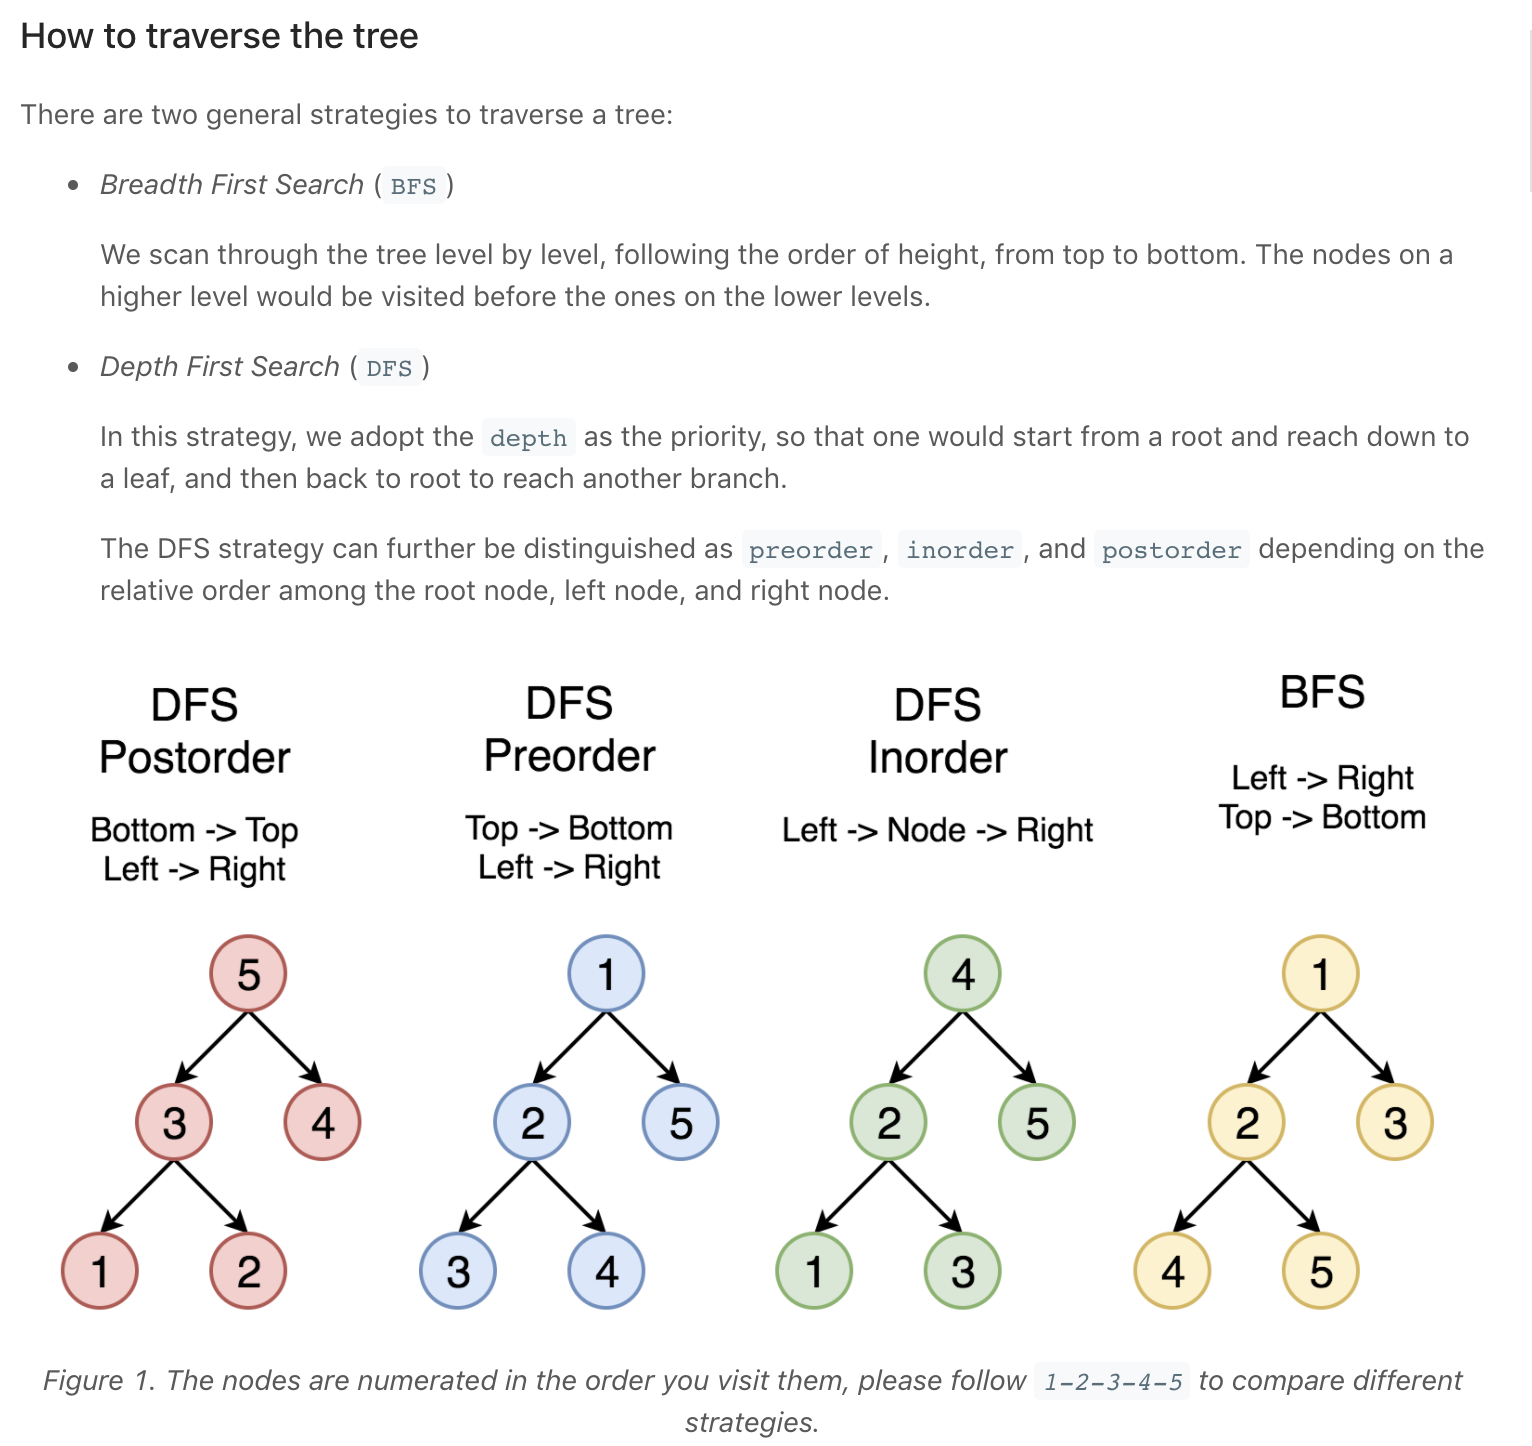 How to traverse the tree
There are two general strategies to traverse a tree:
• Breadth First Search ( BFS )
We scan through the tree level by level, following the order of height, from top to bottom. The nodes on a
higher level would be visited before the ones on the lower levels.
• Depth First Search ( DFS )
In this strategy, we adopt the depth as the priority, so that one would start from a root and reach down to
a leaf, and then back to root to reach another branch.
The DFS strategy can further be distinguished as preorder , inorder , and postorder depending on the
relative order among the root node, left node, and right node.
DFS
Postorder
Bottom -> Top
Left -> Right
5
3 4
1 2
DFS
Preorder
Top -> Bottom
Left -> Right
1
2 5
3 4
DFS
Inorder
Left -> Node -> Right
4
2 5
1 3
BFS
Left -> Right
Top -> Bottom
1
2 3
4 5
Figure 1. The nodes are numerated in the order you visit them, please follow 1-2-3-4-5 to compare different
strategies.